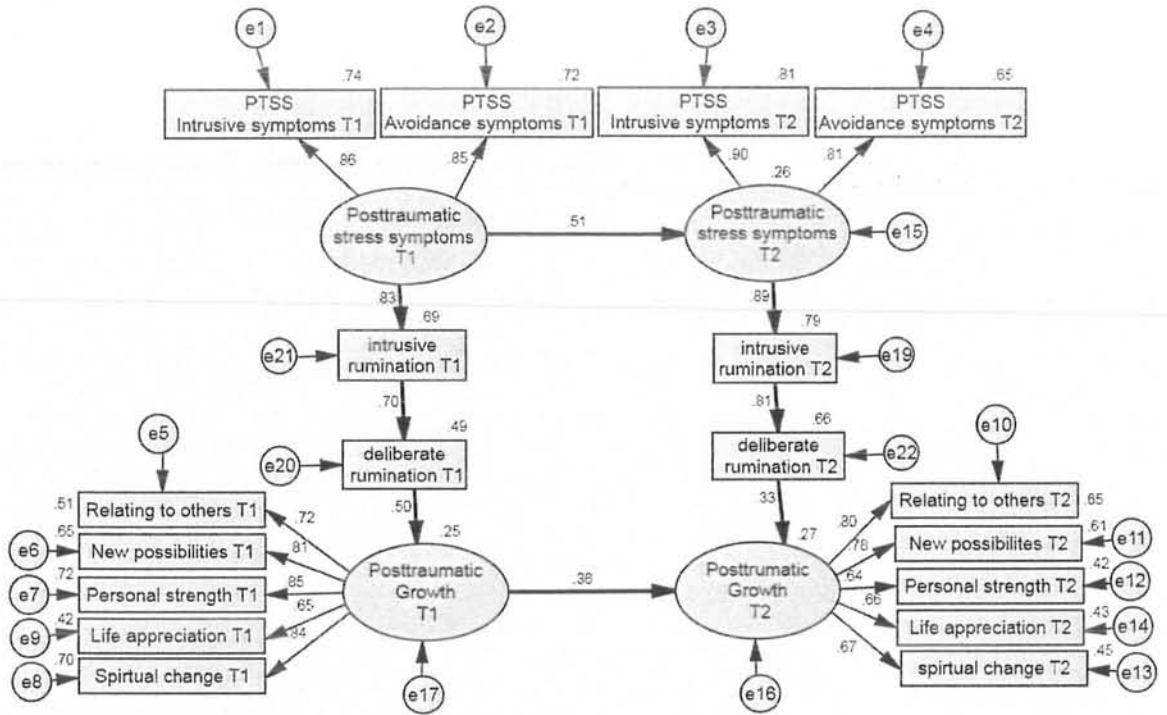 e1
e2
e3
e4
.74
.72
.81
.65
PTSS
Intrusive symptoms T1
PTSS
Avoidance symptoms T1
PTSS
Intrusive symptoms T2
PTSS
Avoidance symptoms T2
.86
.85
.90
.26
.81
Posttraumatic
stress symptoms
T1
.51
Posttraumatic
stress symptoms
T2
e15
.83
.69
.89
.79
e21
intrusive
rumination T1
intrusive
rumination T2
e19
.70
.49
.81
.66
e5
e20
deliberate
rumination T1
deliberate
rumination T2
e22
e10
.50
.33
.51
Relating to others T1
.72
.25
.27
.80
Relating to others T2
.65
e6
.65
New possibilities T1
.81
.78
New possibilites T2
.61
e11
e7
.72
Personal strength T1
.85
Posttraumatic
Growth
T1
.36
Posttrumatic
Growth
T2
.64
Personal strength T2
.42
e12
e9
.42
Life appreciation T1
.65
.66
Life appreciation T2
.43
e14
e8
.70
Spirtual change T1
.84
.67
spirtual change T2
.45
e13
e17
e16